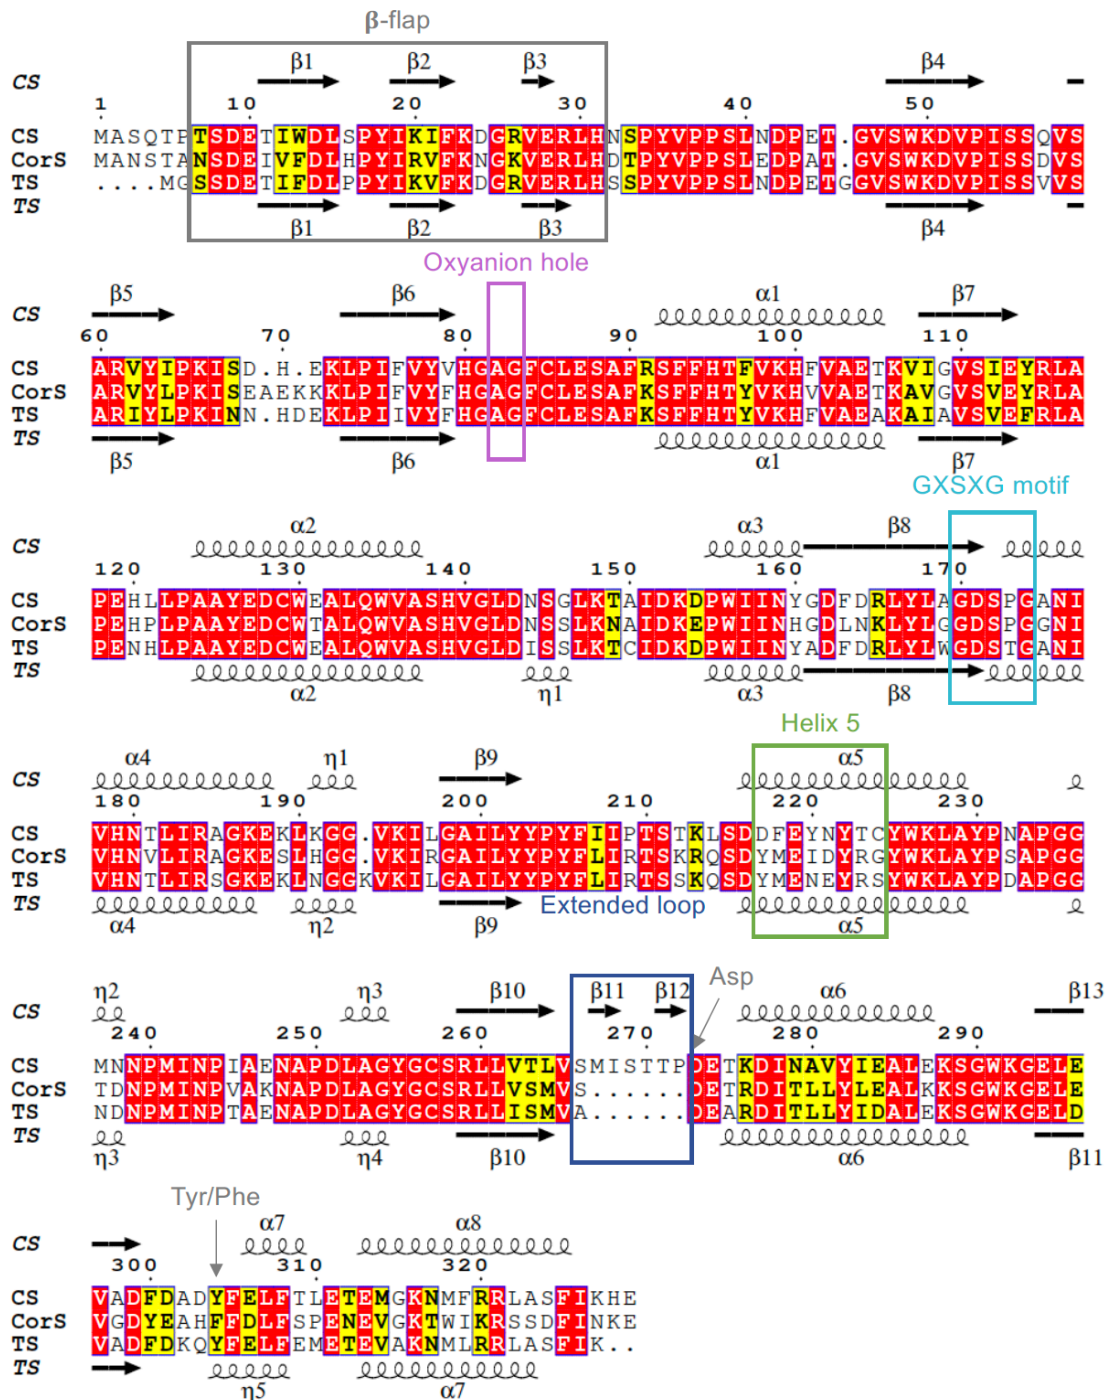 β-flap
CS β1 β2 β3 β4
1 10 20 30 40 50
CS MASQTPTSDETIWDLSPYIKIFKDGRVERLHNSPYVPPSLNDPET.GVSWKDVPISSQVS
CorS MANSTANSDEIVFDLHPYIRVFKNGKVERLHDTPYVPPSLEDPAT.GVSWKDVPISSDVS
TS ....MGSSDETIFDLPPYIKVFKDGRVERLHSSPYVPPSLNDPETGGVSWKDVPISSVVS
TS β1 β2 β3 β4
Oxyanion hole
CS β5 β6 α1 β7
60 70 80 90 100 110
CS ARVYIPKISD.H.EKLPIFVYVHGAGFCLESAFRSFFHTFVKHFVAETKVIGVSIEYRLA
CorS ARVYLPKISEAEKKKLPIFVYFHGAGFCLESAFKSFFHTYVKHVVAEAKAVGVSVEYRLA
TS ARIYLPKINN.HDEKLPIIVYFHGAGFCLESAFKSFFHTYVKHFVAEAKAIAVSVEFRLA
TS β5 β6 α1 β7
GXSXG motif
CS α2 α3 β8
120 130 140 150 160 170
CS PEHLLPAAYEDCWEALQWVASHVGLDNSGLKTAIDKDPWIINYGDFDRLYLAGDSPGANI
CorS PEHPLPAAYEDCWTALQWVASHVGLDNSSLKNAIDKEPWIINHGDLNKLYLGGDSPGGNI
TS PENHLPAAYEDCWEALQWVASHVGLDISSLKTCIDKDPWIINYADFDRLYLWGDSTGANI
TS α2 η1 α3 β8
Helix 5
CS α4 η1 β9 α5
180 190 200 210 220 230
CS VHNTLIRAGKEKLKGG.VKILGAILYYPYFIIPTSTKLSDDFEYNYTCYWKLAYPNAPGG
CorS VHNVLIRAGKESLHGG.VKIRGAILYYPYFLIRTSKRQSDYMEIDYRGYWKLAYPSAPGG
TS VHNTLIRSGKEKLNGGKVKILGAILYYPYFLIRTSSKQSDYMENEYRSYWKLAYPDAPGG
TS α4 η2 β9 α5
Extended loop
Asp
CS η2 η3 β10 β11 β12 α6 β13
240 250 260 270 280 290
CS MNNPMINPIAENAPDLAGYGCSRLLVTLVSMISTTPDETKDINAVYIEALEKSGWKGELE
CorS TDNPMINPVAKNAPDLAGYGCSRLLVSMVS......DETRDITLLYLEALKKSGWKGELE
TS NDNPMINPTAENAPDLAGYGCSRLLISMVA......DEARDITLLYIDALEKSGWKGELD
TS η3 η4 β10 α6 β11
Tyr/Phe
CS α7 α8
300 310 320
CS VADFDADYFELFTLETEMGKNMFRRLASFIKHE
CorS VGDYEAHFFDLFSPENEVGKTWIKRSSDFINKE
TS VADFDKQYFELFEMETEVAKNMLRRLASFIK..
TS η5 α7